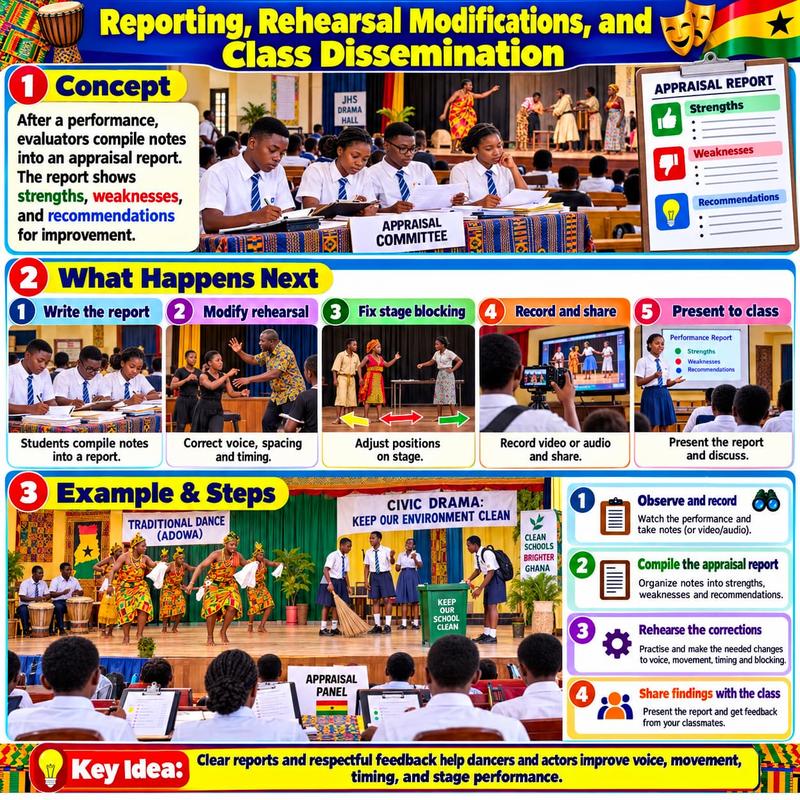 Reporting, Rehearsal Modifications, and
Class Dissemination
1 Concept
After a performance,
evaluators compile notes
into an appraisal report.
The report shows
strengths, weaknesses,
and recommendations
for improvement.
JHS
DRAMA
HALL
APPRAISAL
COMMITTEE
APPRAISAL REPORT
Strengths
Weaknesses
Recommendations
2 What Happens Next
1 Write the report
Students compile notes
into a report.
2 Modify rehearsal
Correct voice, spacing
and timing.
3 Fix stage blocking
Adjust positions
on stage.
4 Record and share
Record video or audio
and share.
5 Present to class
Performance Report
Strengths
Weaknesses
Recommendations
Present the report
and discuss.
3 Example & Steps
TRADITIONAL DANCE
(ADOWA)
CIVIC DRAMA:
KEEP OUR ENVIRONMENT CLEAN
CLEAN
SCHOOLS
BRIGHTER
GHANA
KEEP
OUR
SCHOOL
CLEAN
APPRAISAL
PANEL
1 Observe and record
Watch the performance and
take notes (or video/audio).
2 Compile the appraisal report
Organize notes into strengths,
weaknesses and recommendations.
3 Rehearse the corrections
Practise and make the needed changes
to voice, movement, timing and blocking.
4 Share findings with the class
Present the report and get feedback
from your classmates.
Key Idea:
Clear reports and respectful feedback help dancers and actors improve voice, movement,
timing, and stage performance.